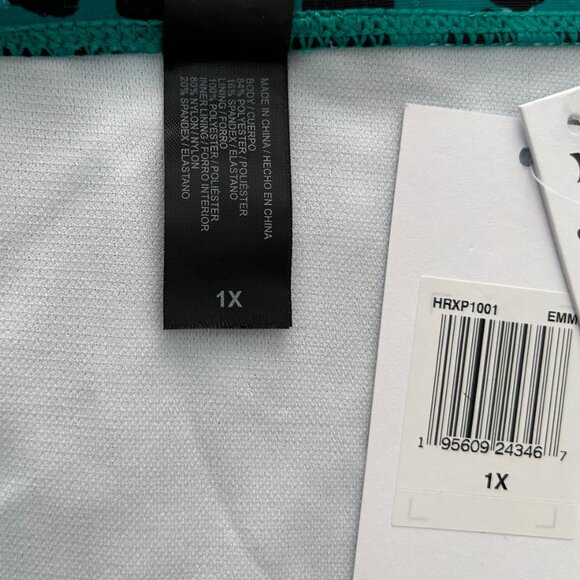 MADE IN CHINA / HECHO EN CHINA
BODY / CUERPO
84% POLYESTER / POLIÉSTER
16% SPANDEX / ELASTANO
LINING / FORRO
100% POLYESTER / POLIÉSTER
INNER LINING / FORRO INTERIOR
80% NYLON / NYLON
20% SPANDEX / ELASTANO
1X
HRXP1001
EMM
1 95609 24346 7
1X